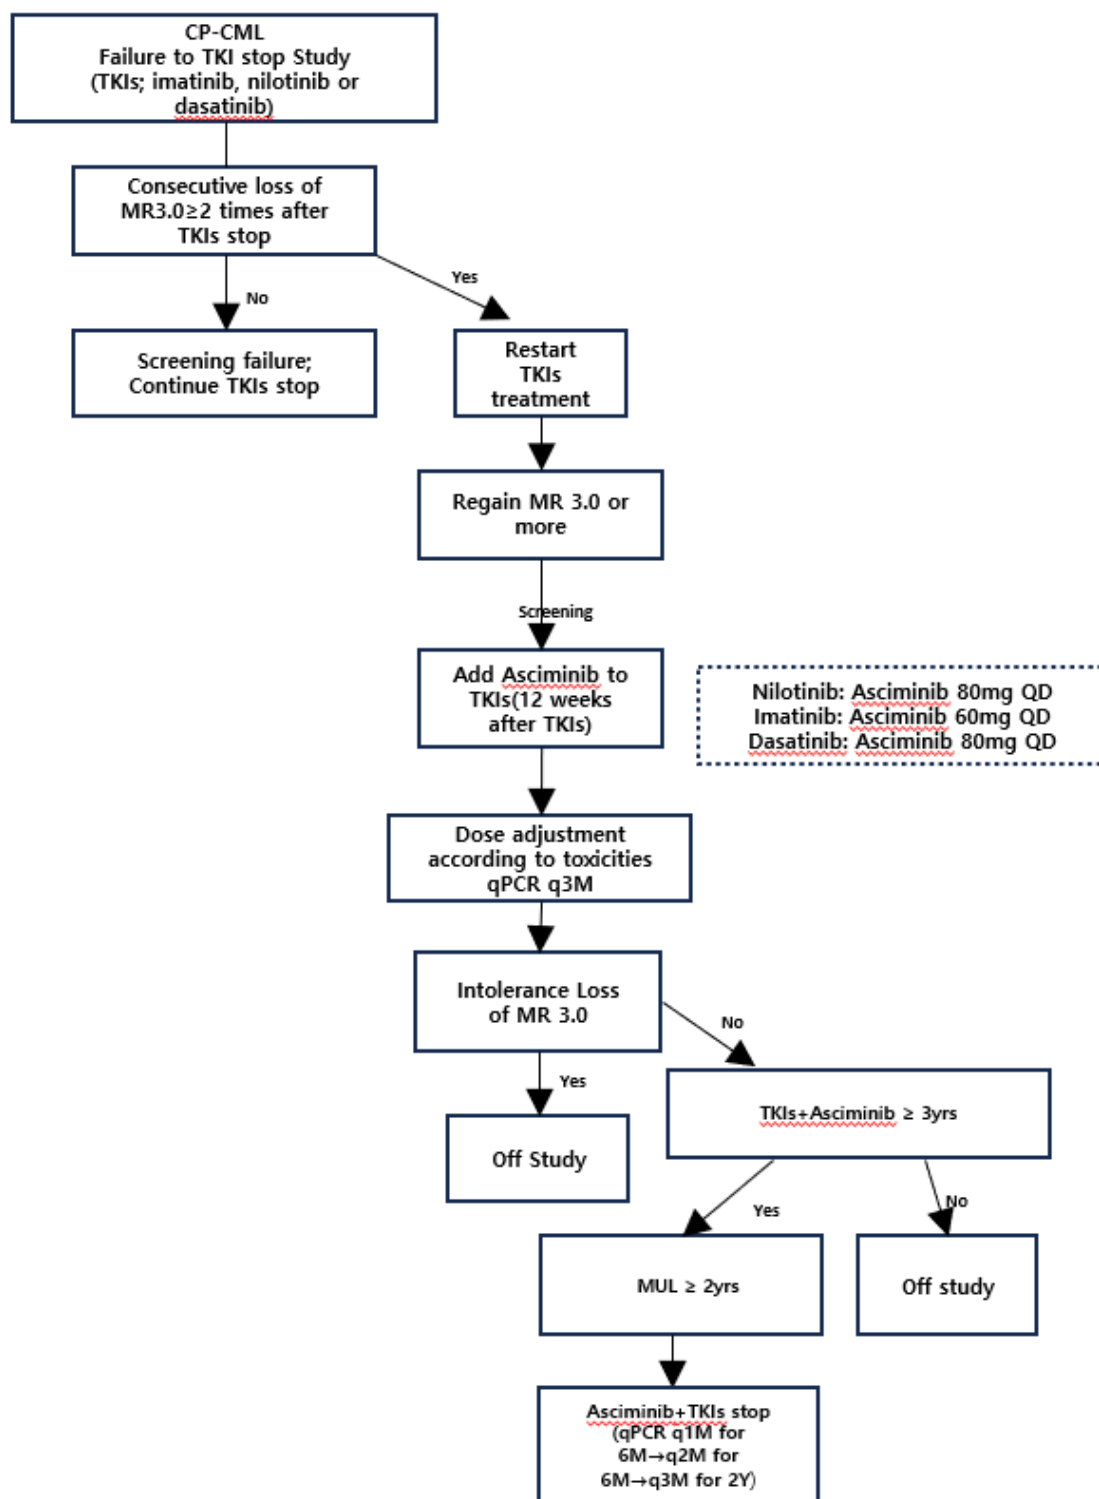 CP-CML
Failure to TKI stop Study
(TKIs; imatinib, nilotinib or
dasatinib)
Consecutive loss of
MR3.0≥2 times after
TKIs stop
Yes
No
Screening failure;
Continue TKIs stop
Restart
TKIs
treatment
Regain MR 3.0 or
more
Screening
Add Asciminib to
TKIs(12 weeks
after TKIs)
Nilotinib: Asciminib 80mg QD
Imatinib: Asciminib 60mg QD
Dasatinib: Asciminib 80mg QD
Dose adjustment
according to toxicities
qPCR q3M
Intolerance Loss
of MR 3.0
No
Yes
TKIs+Asciminib ≥ 3yrs
Off Study
Yes
No
MUL ≥ 2yrs
Off study
Asciminib+TKIs stop
(qPCR q1M for
6M→q2M for
6M→q3M for 2Y)